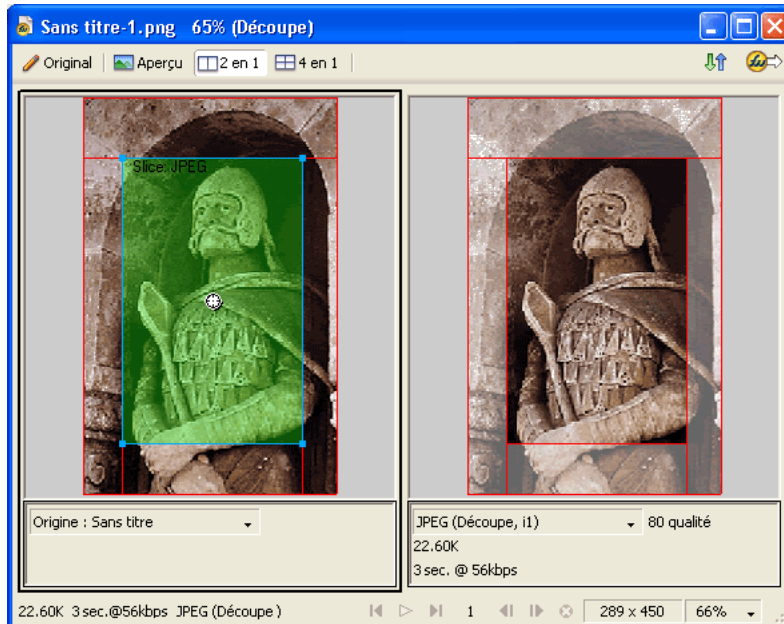 Sans titre-1.png 65% (Découpe)
Original Aperçu 2 en 1 4 en 1
Slice: JPEG
Origine : Sans titre
JPEG (Découpe, i1) 80 qualité
22.60K
3 sec. @ 56kbps
22.60K 3 sec.@56kbps JPEG (Découpe ) 1 289 x 450 66%